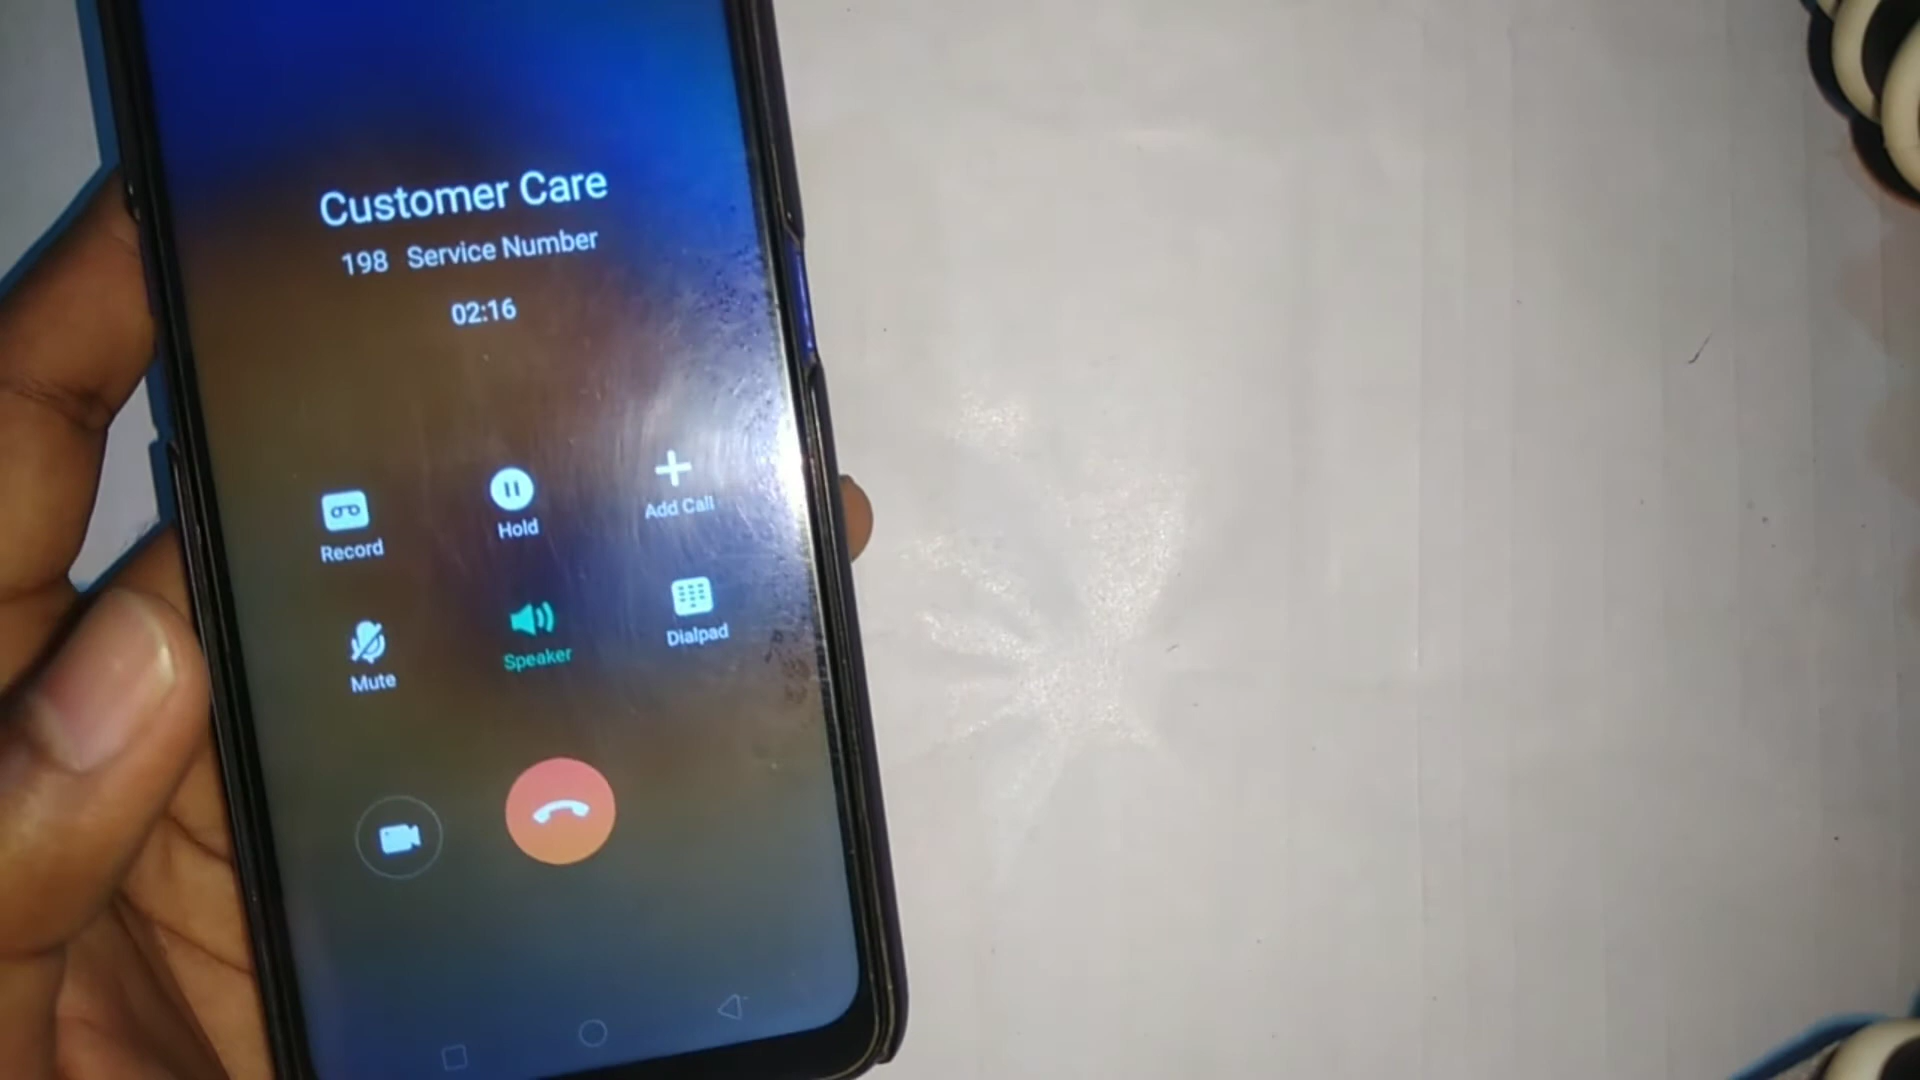 Customer Care
198 Service Number
02:16
Record
Hold
Add Call
Mute
Speaker
Dialpad